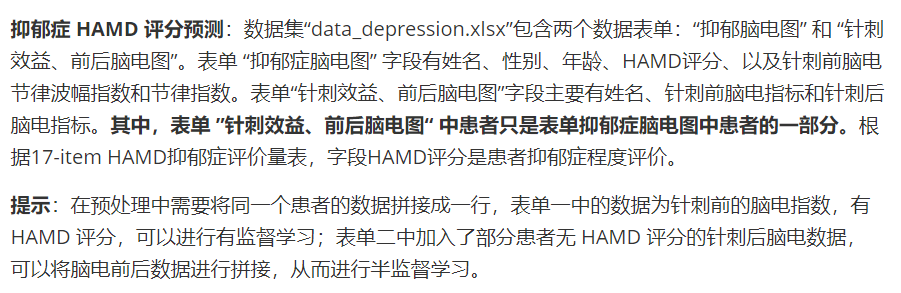 抑郁症 HAMD 评分预测：数据集“data_depression.xlsx”包含两个数据表单：“抑郁脑电图” 和 “针刺
效益、前后脑电图”。表单 “抑郁症脑电图” 字段有姓名、性别、年龄、HAMD评分、以及针刺前脑电
节律波幅指数和节律指数。表单“针刺效益、前后脑电图”字段主要有姓名、针刺前脑电指标和针刺后
脑电指标。其中，表单 ”针刺效益、前后脑电图“ 中患者只是表单抑郁症脑电图中患者的一部分。根
据17-item HAMD抑郁症评价量表，字段HAMD评分是患者抑郁症程度评价。
提示：在预处理中需要将同一个患者的数据拼接成一行，表单一中的数据为针刺前的脑电指数，有
HAMD 评分，可以进行有监督学习；表单二中加入了部分患者无 HAMD 评分的针刺后脑电数据，
可以将脑电前后数据进行拼接，从而进行半监督学习。